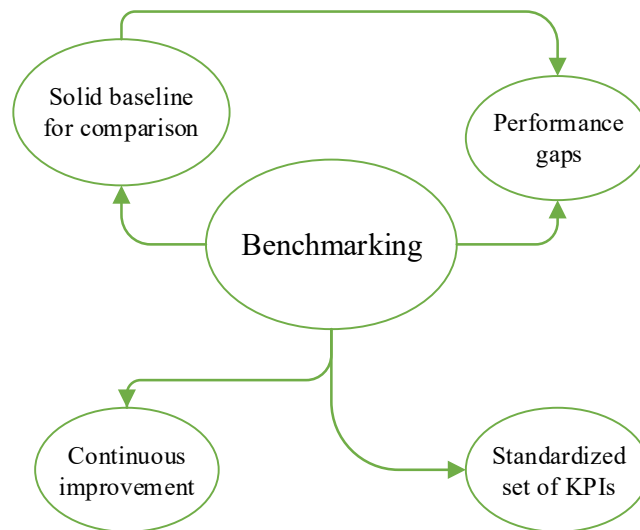 Solid baseline
for comparison
Performance
gaps
Benchmarking
Continuous
improvement
Standardized
set of KPIs